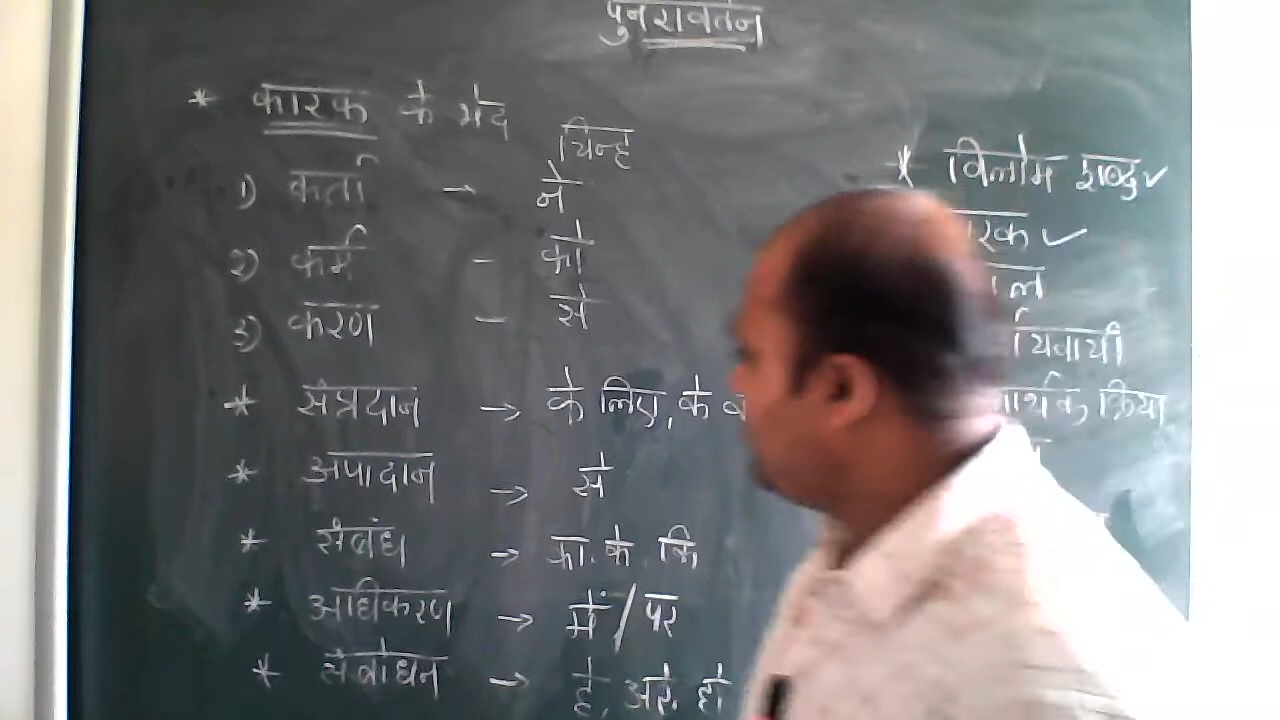 पुनरावर्तन
* कारक के भेद
चिन्ह
1) कर्ता → ने
2) कर्म - को
3) करण - से
* संप्रदान → के लिए, के
* अपादान → से
* संबंध → का. के. कि
* अधिकरण → में / पर
* संबोधन → हे, अरे, हो
* विलोम शब्द ✓
रक ✓
ल
र्थक क्रिया